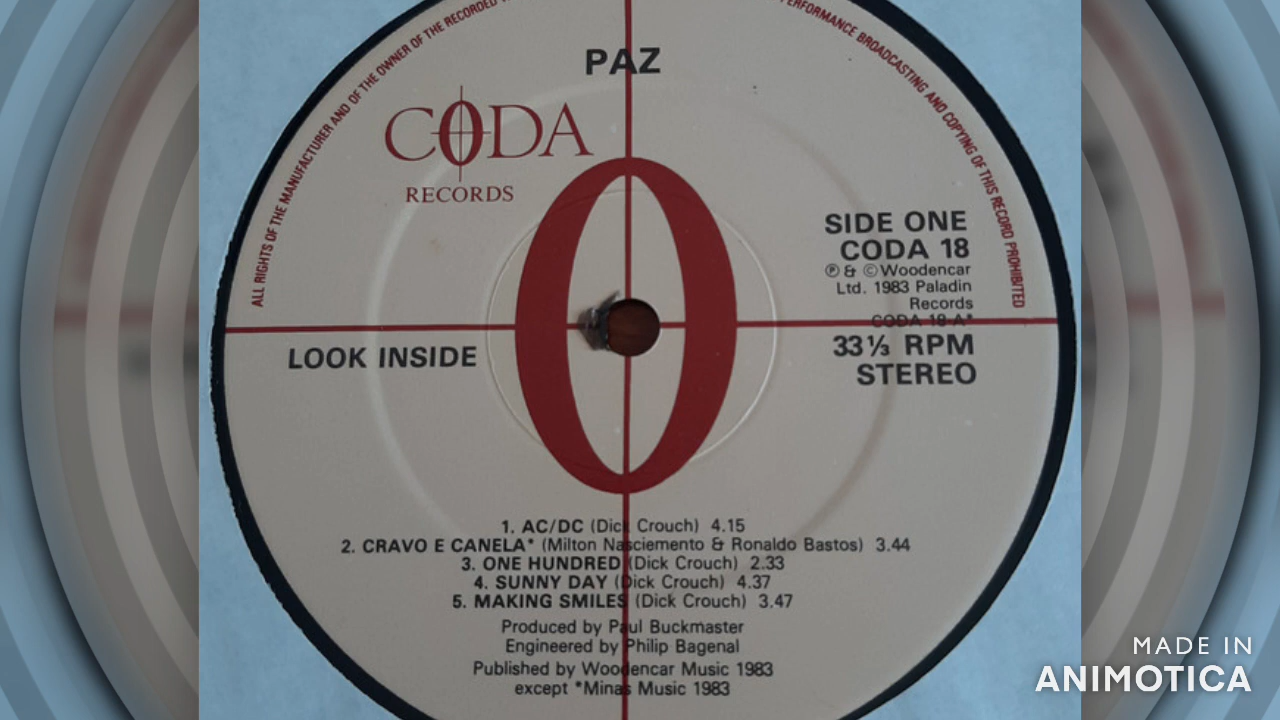 ALL RIGHTS OF THE MANUFACTURER AND OF THE OWNER OF THE RECORDED
PERFORMANCE BROADCASTING AND COPYING OF THIS RECORD PROHIBITED
PAZ
CODA
RECORDS
SIDE ONE
CODA 18
Ⓟ & ©Woodencar
Ltd. 1983 Paladin
Records
CODA 18-A*
LOOK INSIDE
33⅓ RPM
STEREO
1. AC/DC (Dick Crouch) 4.15
2. CRAVO E CANELA* (Milton Nasciemento & Ronaldo Bastos) 3.44
3. ONE HUNDRED (Dick Crouch) 2.33
4. SUNNY DAY (Dick Crouch) 4.37
5. MAKING SMILES (Dick Crouch) 3.47
Produced by Paul Buckmaster
Engineered by Philip Bagenal
Published by Woodencar Music 1983
except *Minas Music 1983
MADE IN
ANIMOTICA